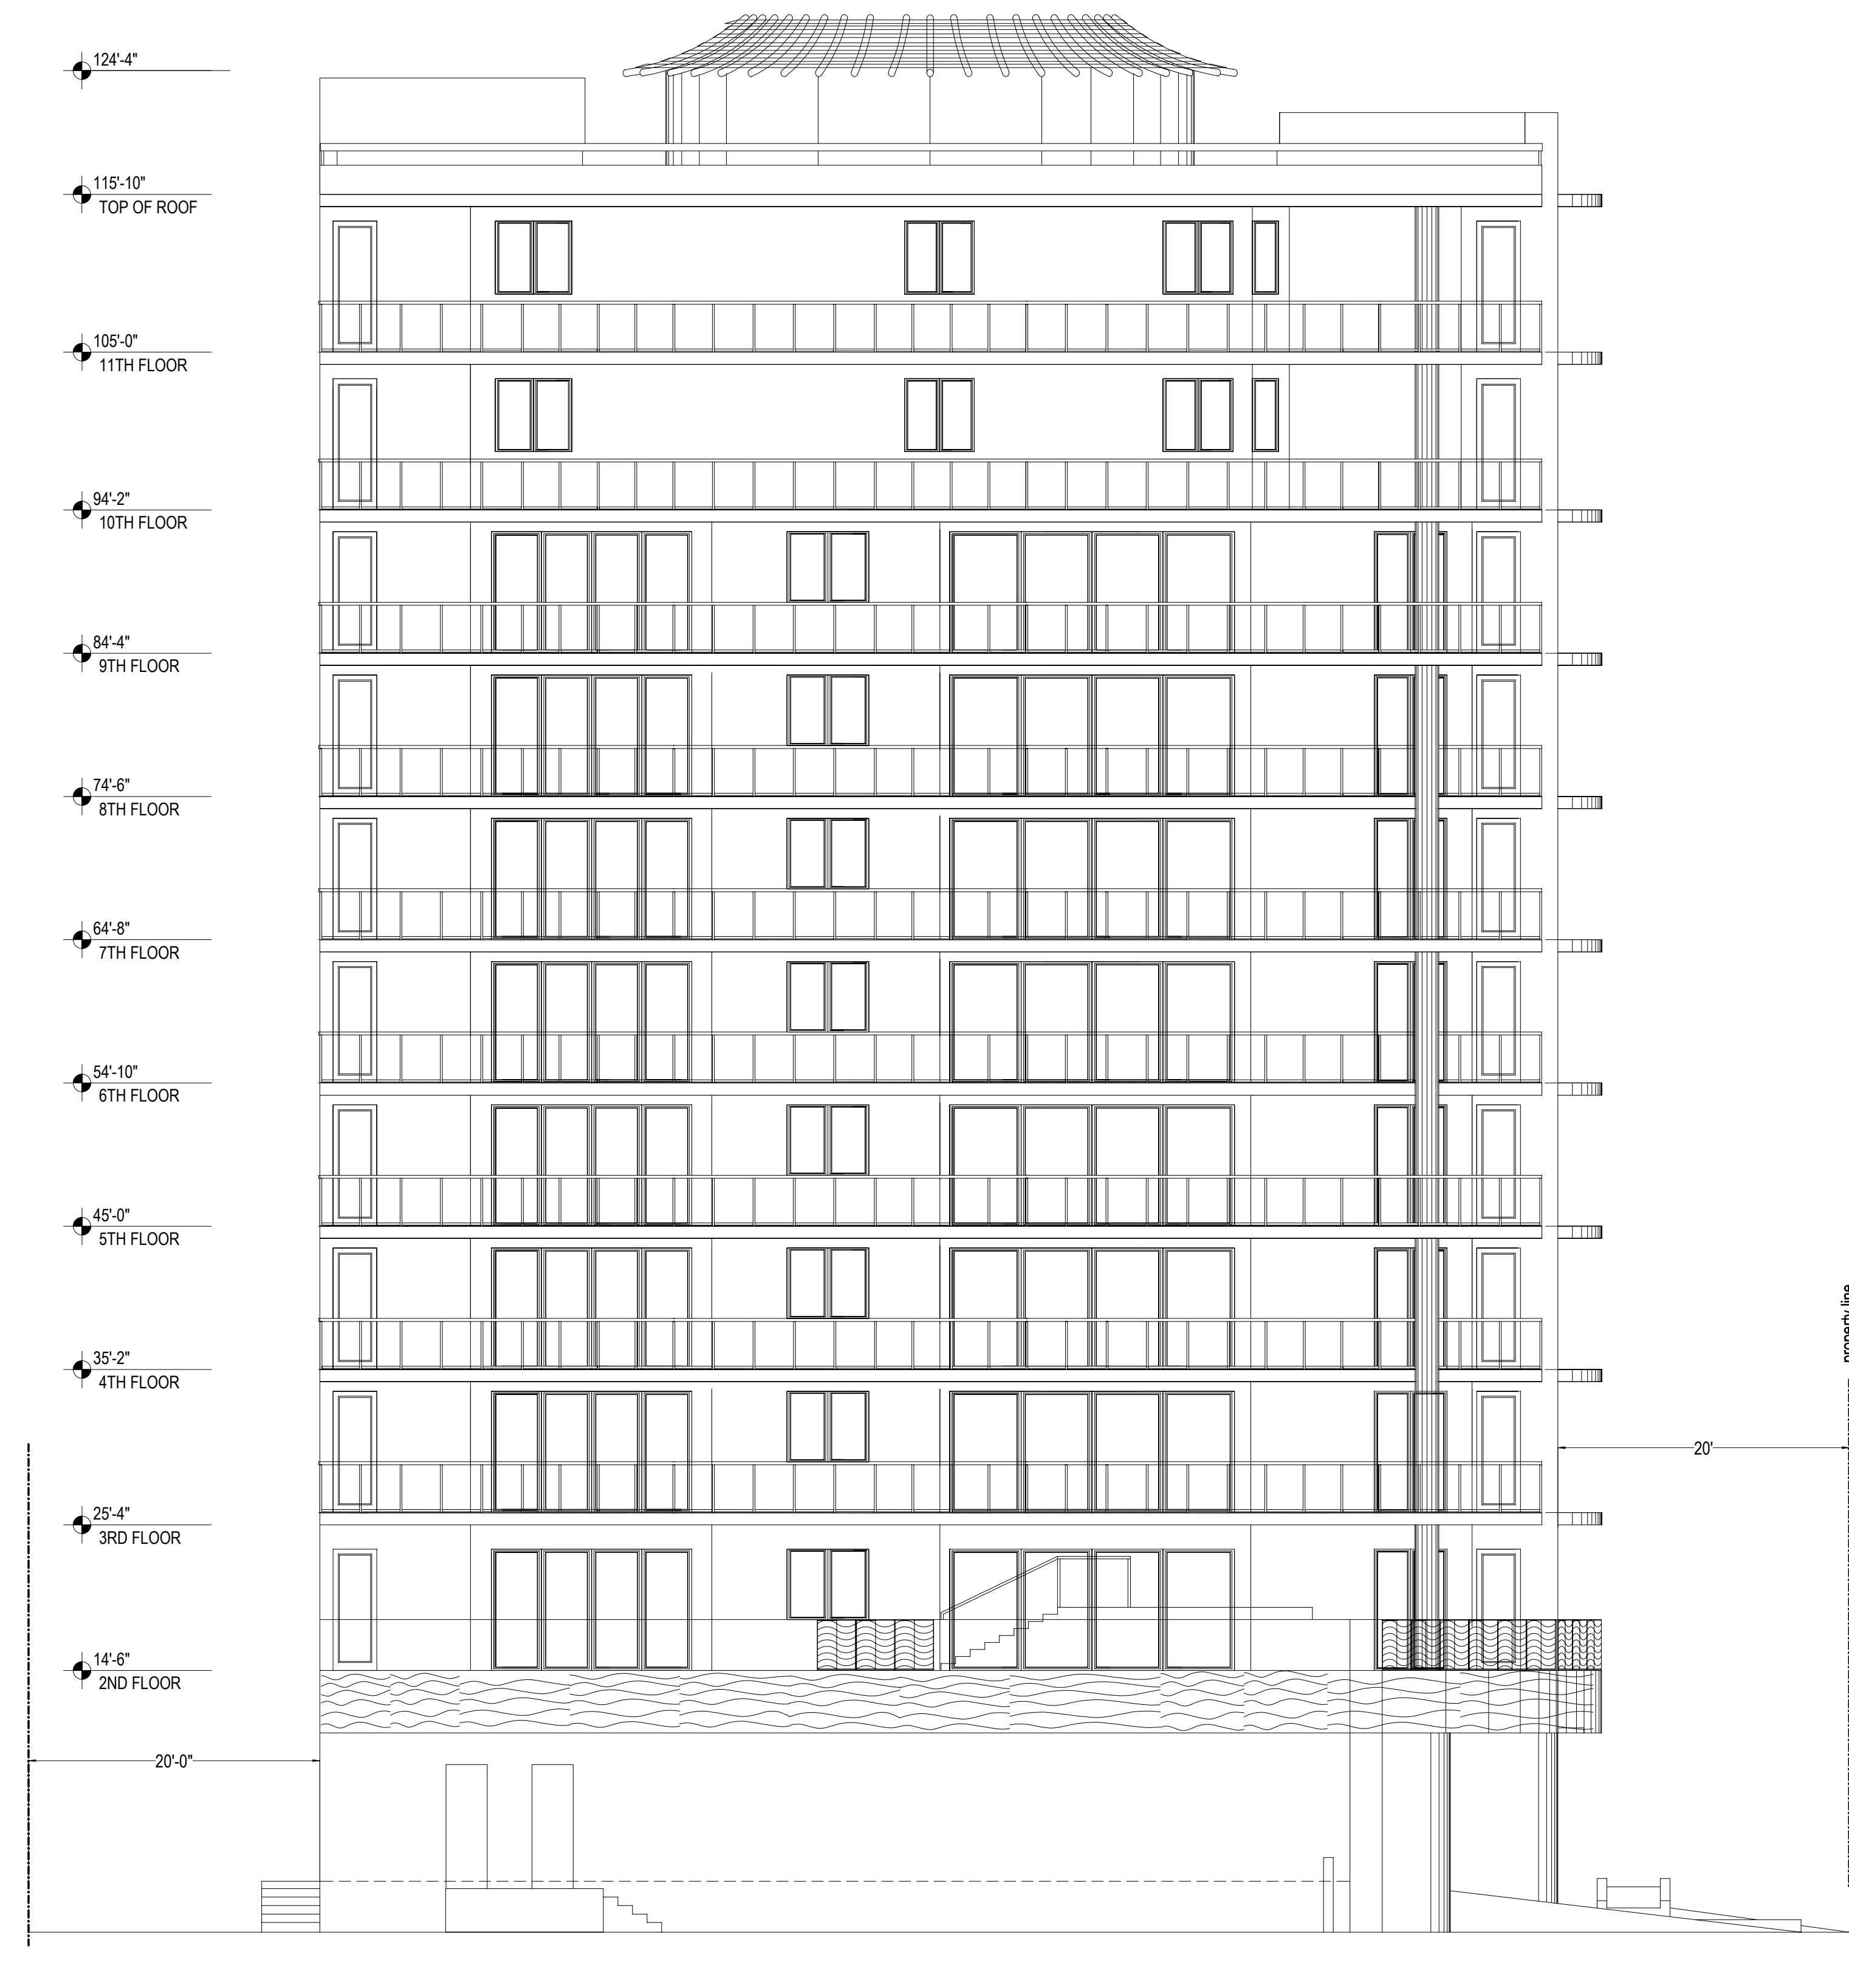 124'-4"
115'-10"
TOP OF ROOF
105'-0"
11TH FLOOR
94'-2"
10TH FLOOR
84'-4"
9TH FLOOR
74'-6"
8TH FLOOR
64'-8"
7TH FLOOR
54'-10"
6TH FLOOR
45'-0"
5TH FLOOR
property line
35'-2"
4TH FLOOR
20'
25'-4"
3RD FLOOR
14'-6"
2ND FLOOR
20'-0"